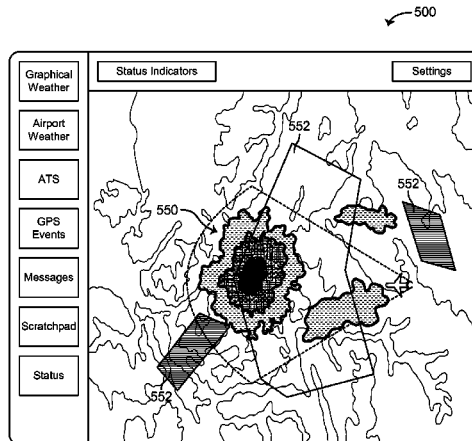 500
Graphical
Weather
Status Indicators
Settings
Airport
Weather
ATS
GPS
Events
Messages
Scratchpad
Status
552
552
550
552